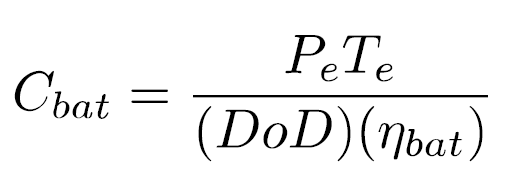 C_{bat} = \frac{P_e T_e}{(DoD)(\eta_{bat})}